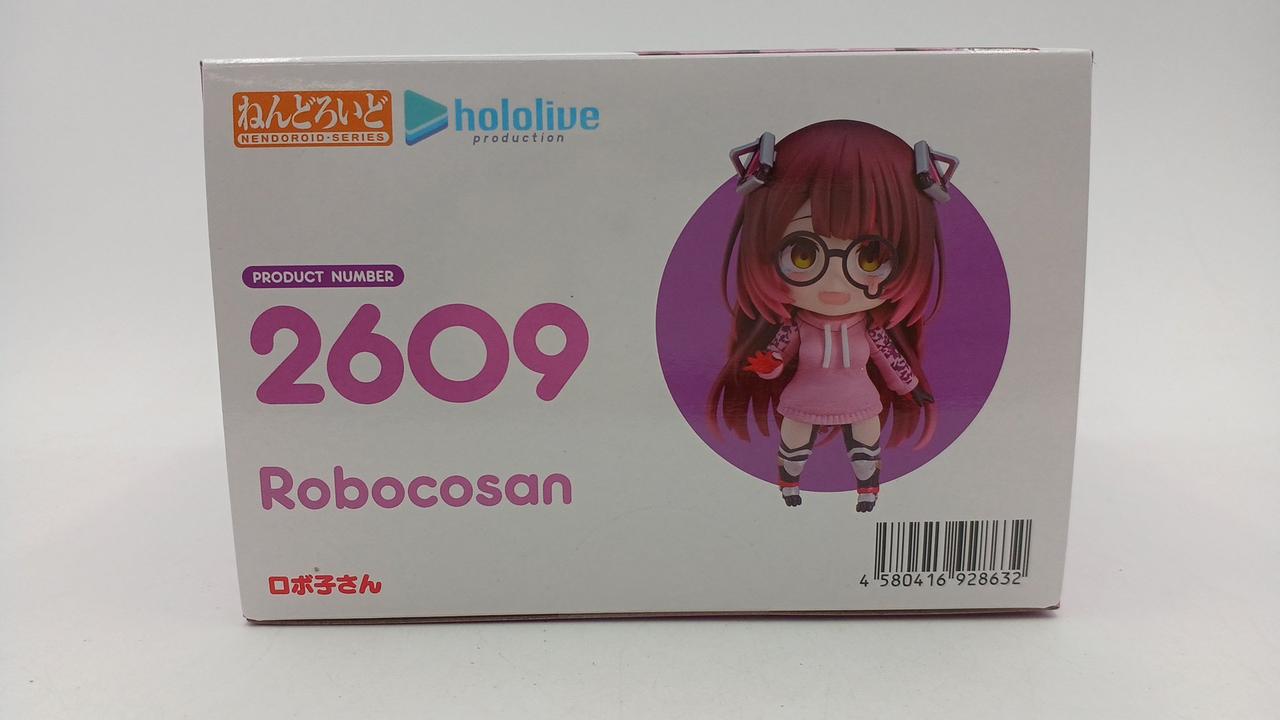 ねんどろいど
NENDOROID·SERIES
hololive
production
PRODUCT NUMBER
2609
Robocosan
ロボ子さん
4 580416 928632